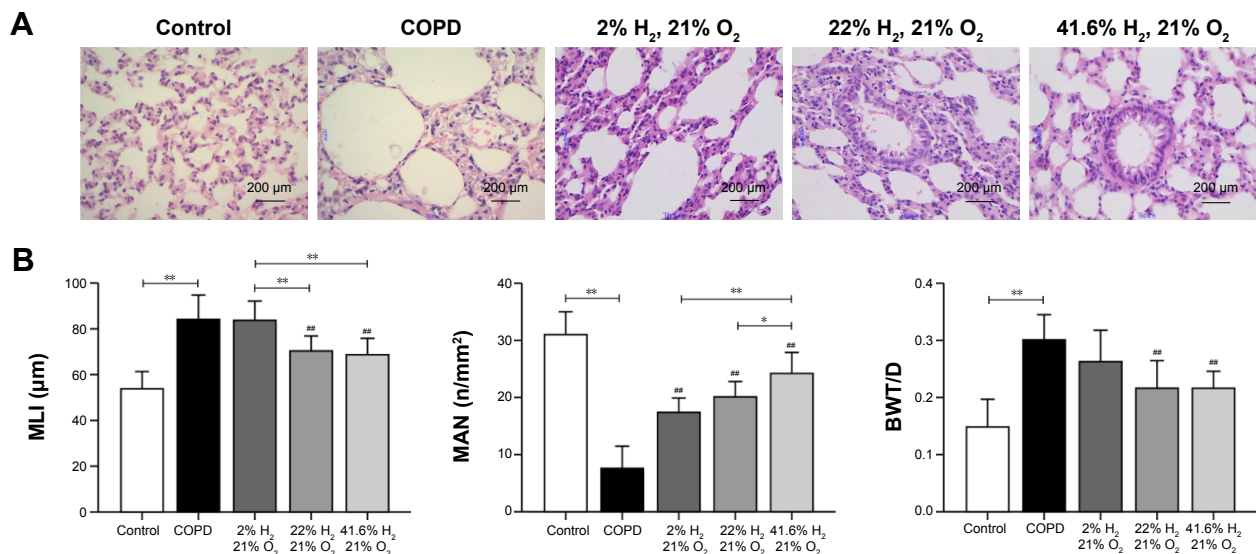 A
Control
COPD
2% H₂, 21% O₂
22% H₂, 21% O₂
41.6% H₂, 21% O₂
200 µm
200 µm
200 µm
200 µm
200 µm
B
MLI (µm)
100
80
60
40
20
0
**
**
**
##
##
Control
COPD
2% H₂
21% O₂
22% H₂
21% O₂
41.6% H₂
21% O₂
MAN (n/mm²)
40
30
20
10
0
**
**
*
##
##
##
Control
COPD
2% H₂
21% O₂
22% H₂
21% O₂
41.6% H₂
21% O₂
BWT/D
0.4
0.3
0.2
0.1
0.0
**
##
##
Control
COPD
2% H₂
21% O₂
22% H₂
21% O₂
41.6% H₂
21% O₂